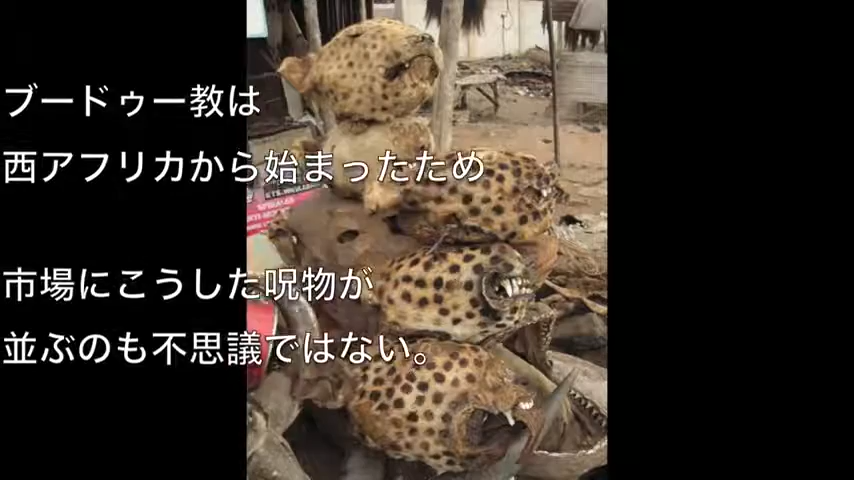 ブードゥー教は
西アフリカから始まったため
市場にこうした呪物が
並ぶのも不思議ではない。